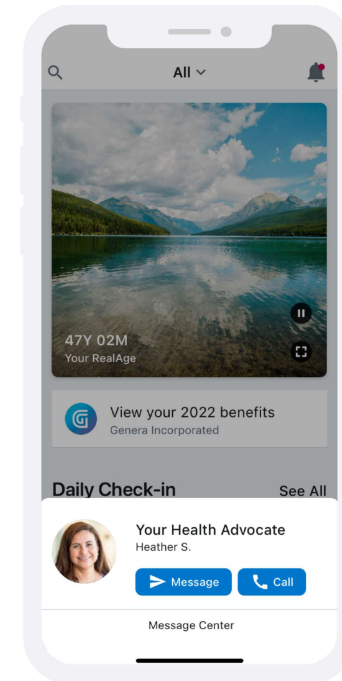 All
47Y 02M
Your RealAge
View your 2022 benefits
Genera Incorporated
Daily Check-in
See All
Your Health Advocate
Heather S.
Message
Call
Message Center